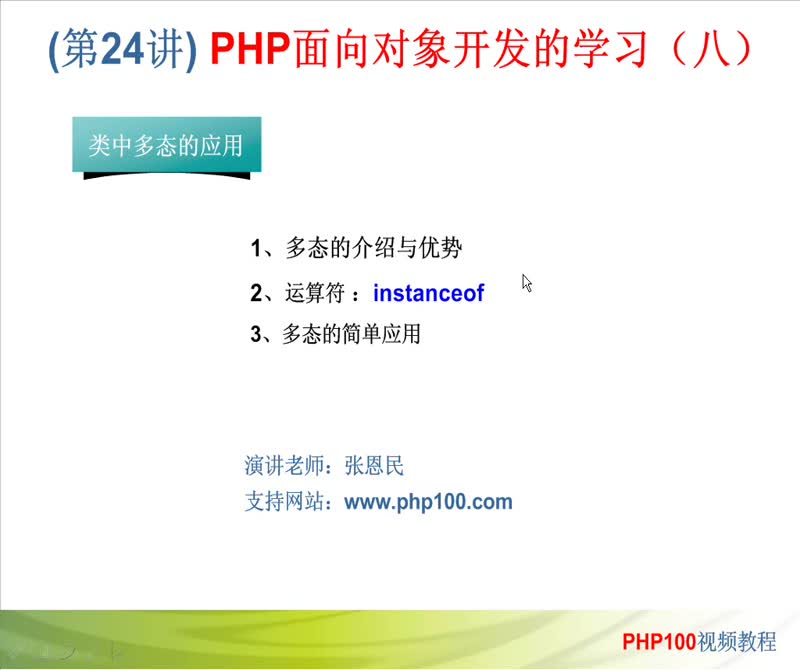 (第24讲) PHP面向对象开发的学习（八）
类中多态的应用
1、多态的介绍与优势
2、运算符： instanceof
3、多态的简单应用
演讲老师：张恩民
支持网站：www.php100.com
PHP100视频教程